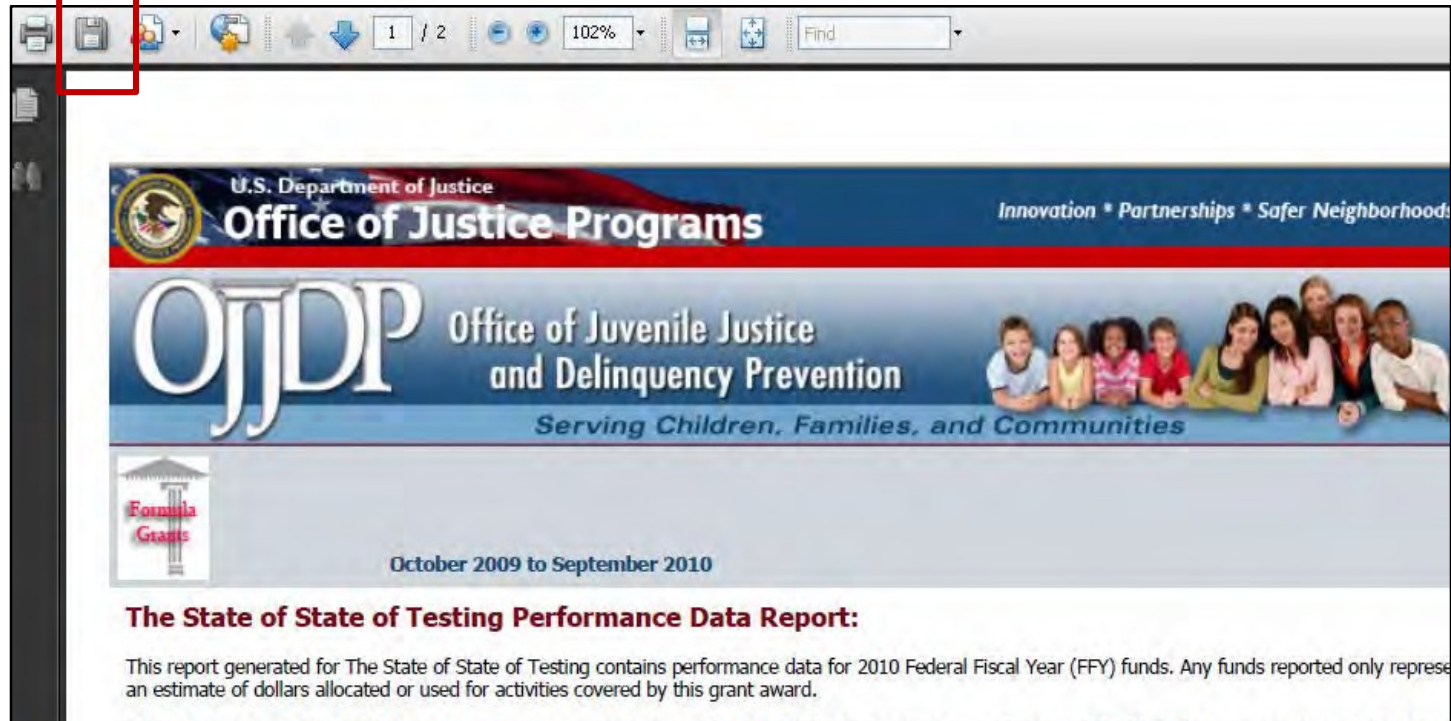 1 / 2 102% Find
U.S. Department of Justice
Office of Justice Programs
Innovation * Partnerships * Safer Neighborhoods
OJJDP
Office of Juvenile Justice
and Delinquency Prevention
Serving Children, Families, and Communities
Formula
Grants
October 2009 to September 2010
The State of State of Testing Performance Data Report:
This report generated for The State of State of Testing contains performance data for 2010 Federal Fiscal Year (FFY) funds. Any funds reported only represe
an estimate of dollars allocated or used for activities covered by this grant award.